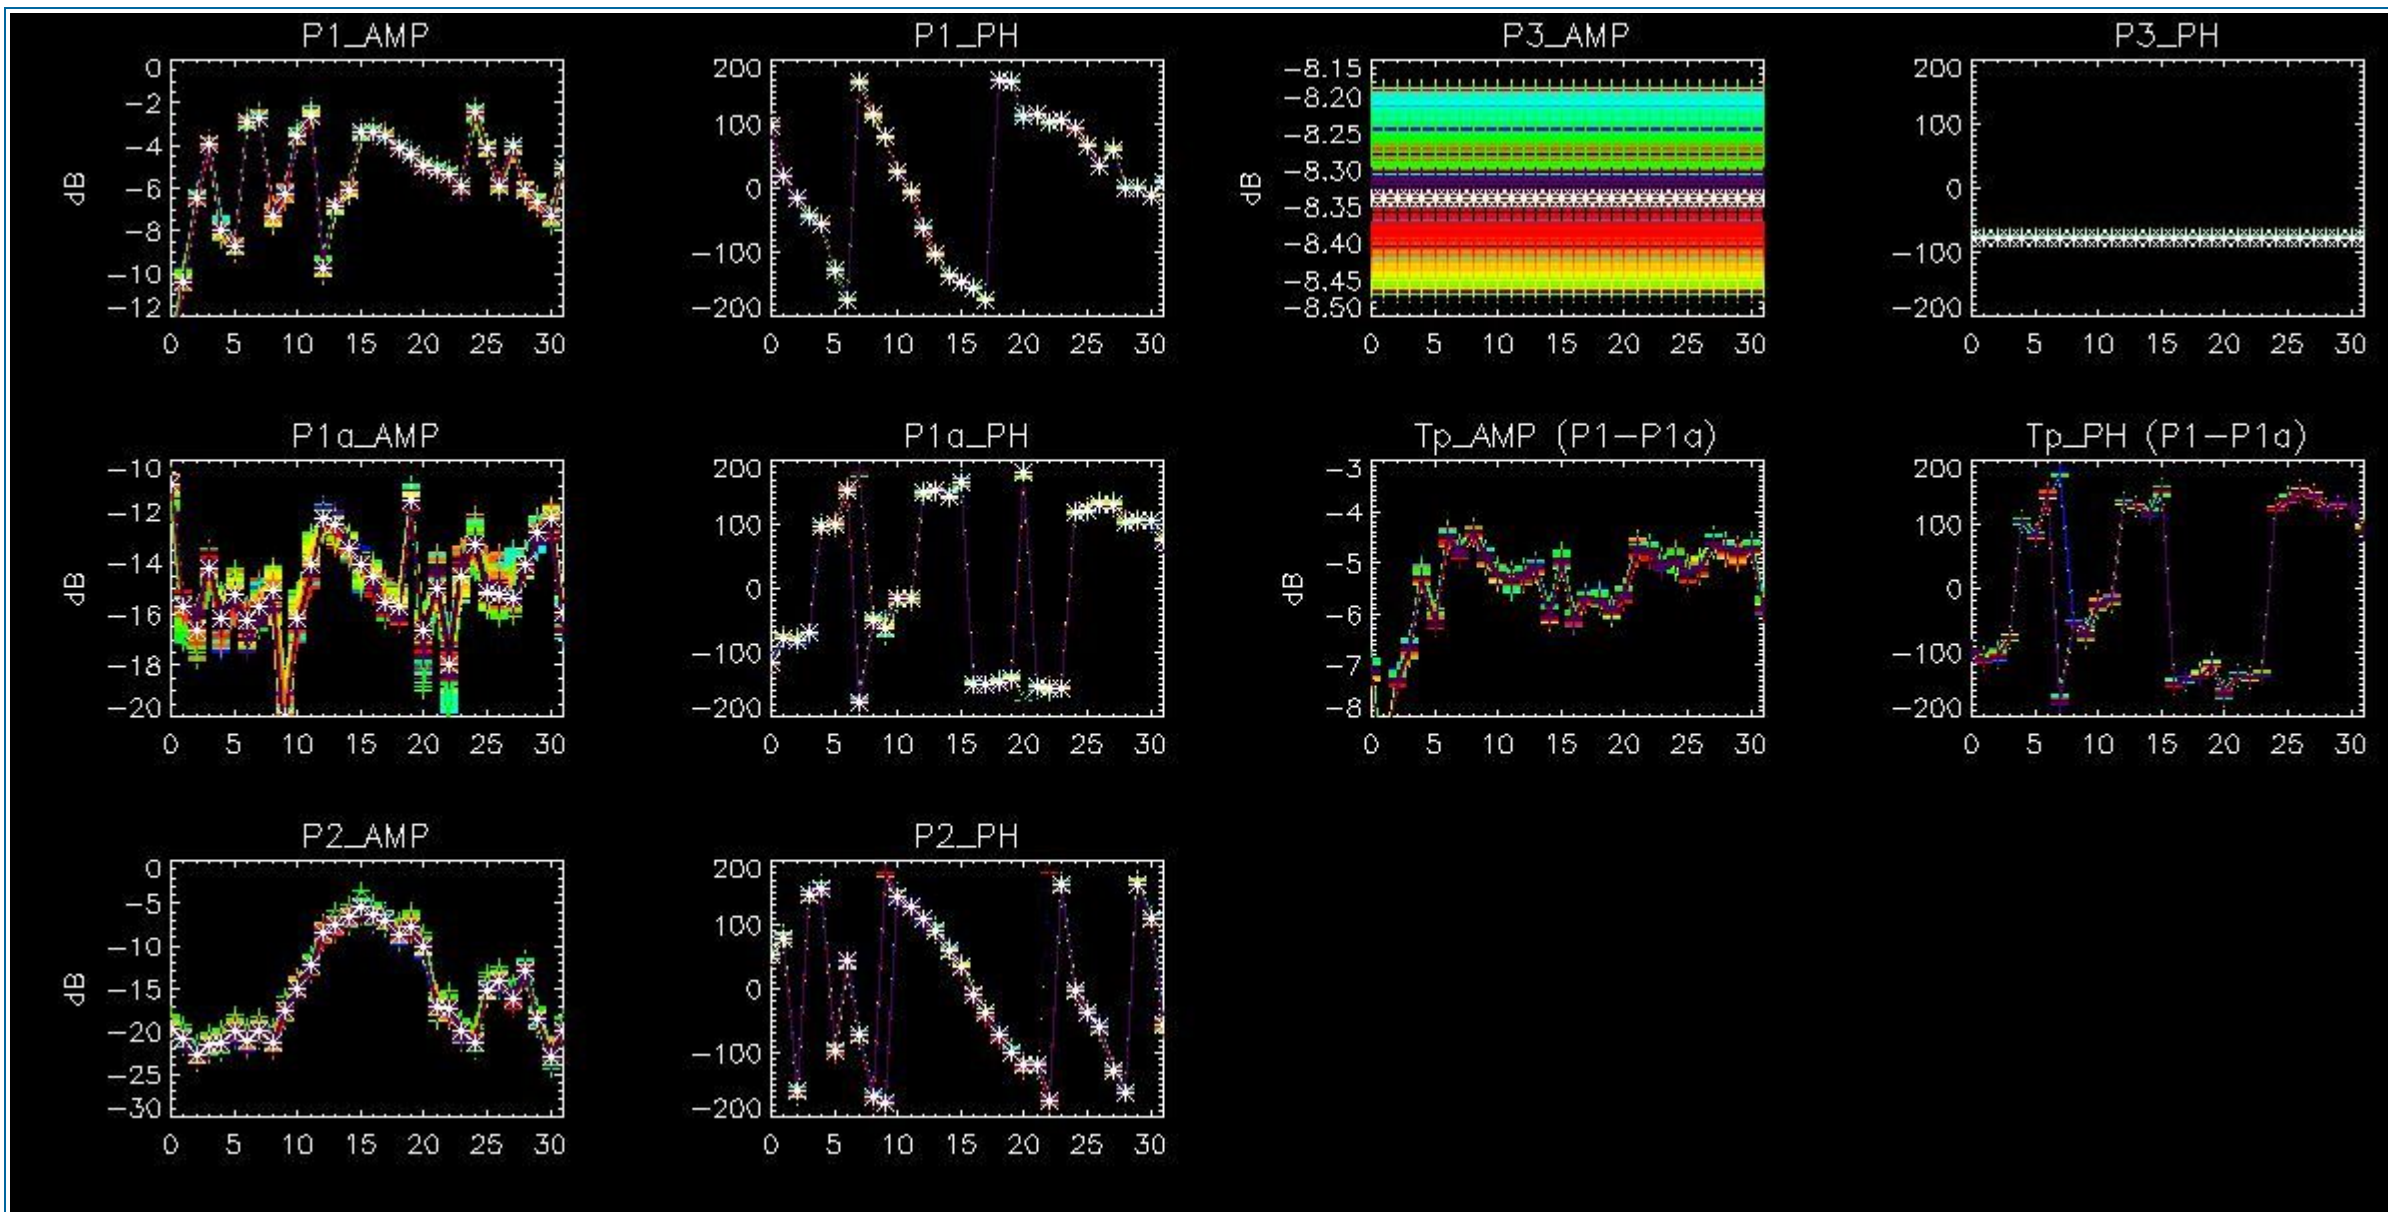 P1_AMP
dB
0
−2
−4
−6
−8
−10
−12
0 5 10 15 20 25 30
P1_PH
200
100
0
−100
−200
0 5 10 15 20 25 30
P3_AMP
dB
−8.15
−8.20
−8.25
−8.30
−8.35
−8.40
−8.45
−8.50
0 5 10 15 20 25 30
P3_PH
200
100
0
−100
−200
0 5 10 15 20 25 30
P1a_AMP
dB
−10
−12
−14
−16
−18
−20
0 5 10 15 20 25 30
P1a_PH
200
100
0
−100
−200
0 5 10 15 20 25 30
Tp_AMP (P1−P1a)
dB
−3
−4
−5
−6
−7
−8
0 5 10 15 20 25 30
Tp_PH (P1−P1a)
200
100
0
−100
−200
0 5 10 15 20 25 30
P2_AMP
dB
0
−5
−10
−15
−20
−25
−30
0 5 10 15 20 25 30
P2_PH
200
100
0
−100
−200
0 5 10 15 20 25 30